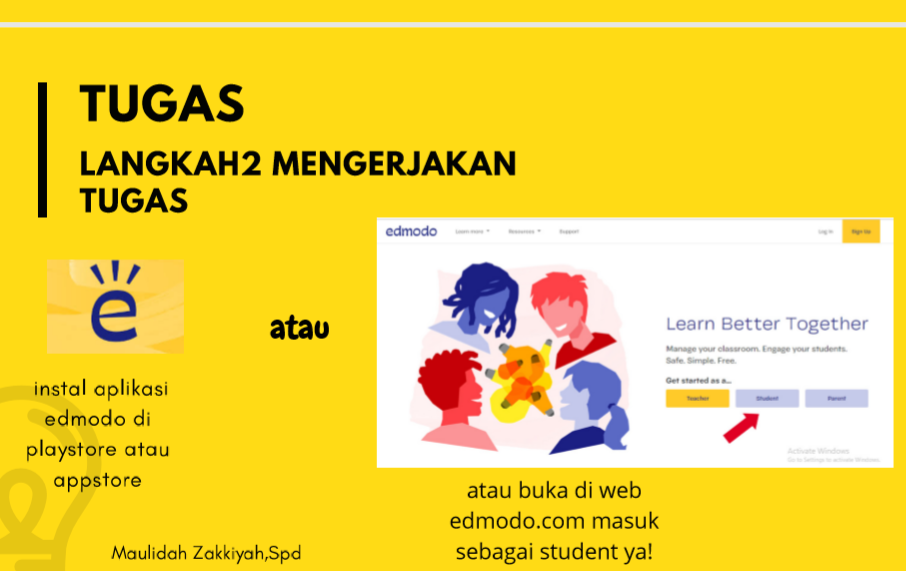 TUGAS
LANGKAH2 MENGERJAKAN
TUGAS
edmodo Learn more Resources Support Log In Sign Up
e
atau
Learn Better Together
Manage your classroom. Engage your students.
Safe. Simple, Free.
Get started as a...
Teacher Student Parent
Activate Windows
Go to Settings to activate Windows.
instal aplikasi
edmodo di
playstore atau
appstore
atau buka di web
edmodo.com masuk
sebagai student ya!
Maulidah Zakkiyah,Spd